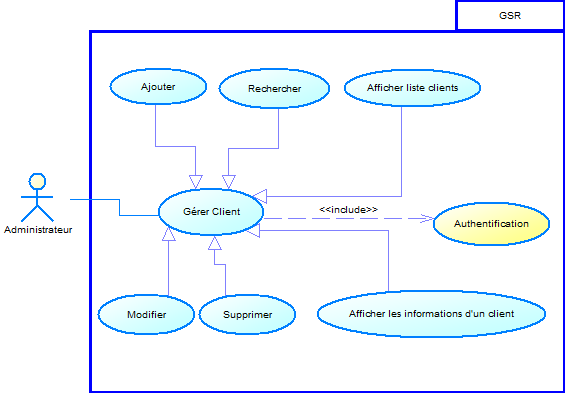 GSR
Ajouter
Rechercher
Afficher liste clients
Gérer Client
<<include>>
Authentification
Administrateur
Modifier
Supprimer
Afficher les informations d'un client